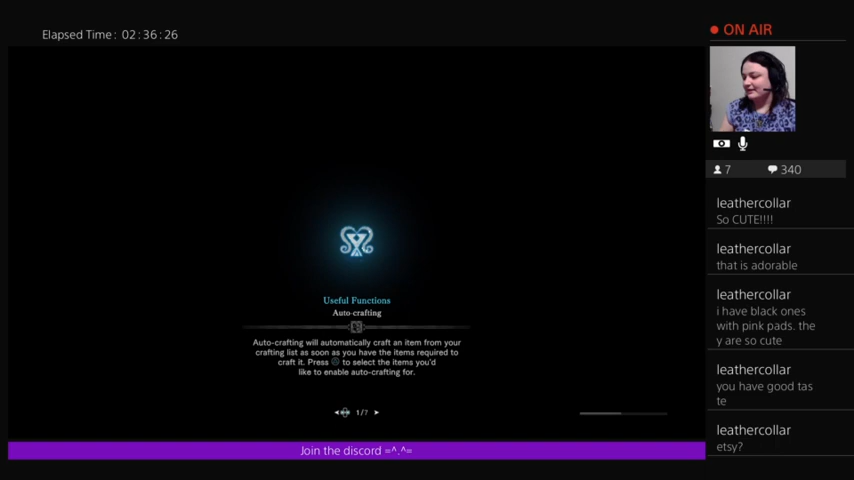 Elapsed Time: 02:36:26
ON AIR
7 340
leathercollar
So CUTE!!!!
leathercollar
that is adorable
leathercollar
i have black ones
with pink pads. the
y are so cute
leathercollar
you have good tas
te
leathercollar
etsy?
Useful Functions
Auto-crafting
Auto-crafting will automatically craft an item from your
crafting list as soon as you have the items required to
craft it. Press to select the items you'd
like to enable auto-crafting for.
1/7
Join the discord =^.^=